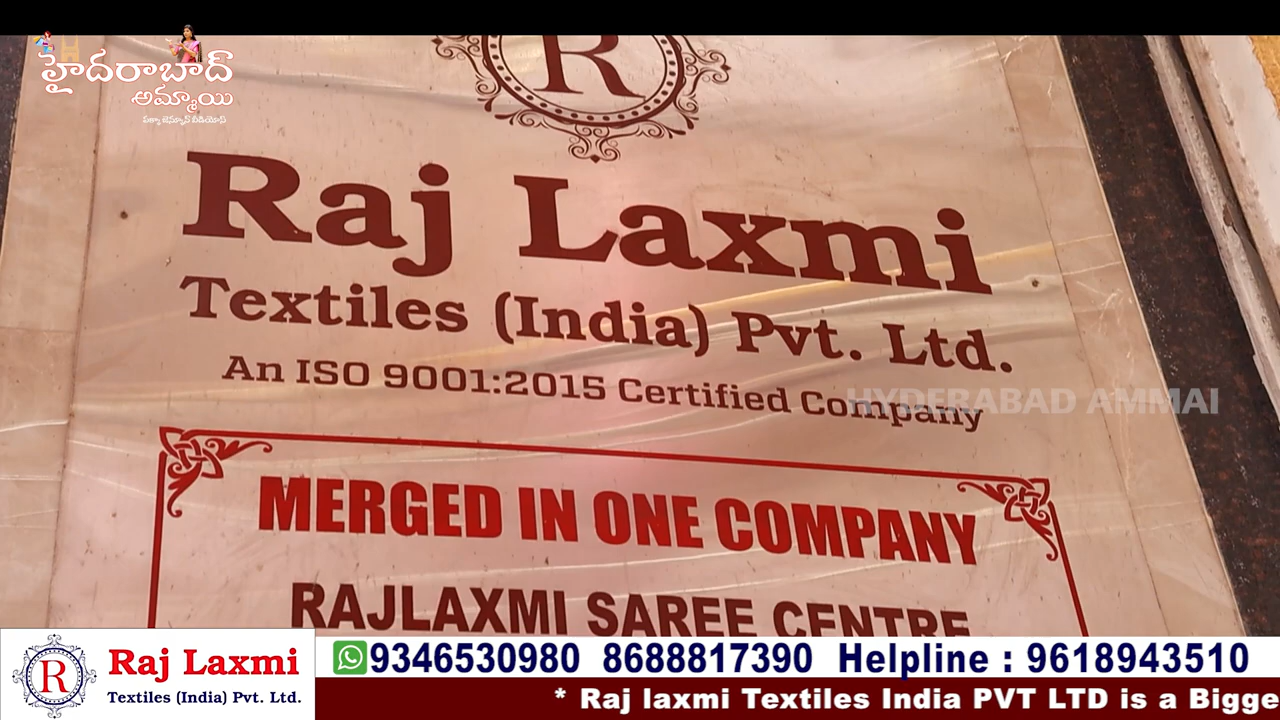 హైదరాబాద్
అమ్మాయి
R
Raj Laxmi
Textiles (India) Pvt. Ltd.
An ISO 9001:2015 Certified Company
HYDERABAD AMMAI
MERGED IN ONE COMPANY
RAJLAXMI SAREE CENTRE
R
Raj Laxmi
Textiles (India) Pvt. Ltd.
9346530980 8688817390 Helpline : 9618943510
* Raj laxmi Textiles India PVT LTD is a Bigge